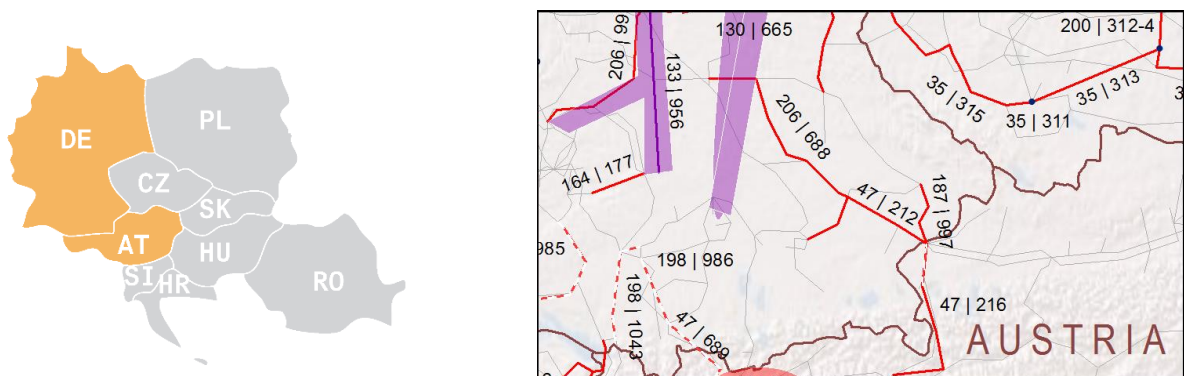 DE
PL
CZ
SK
AT
HU
SI
HR
RO
206 | 99
133 | 956
130 | 665
200 | 312-4
35 | 315
35 | 311
35 | 313
206 | 688
164 | 177
47 | 212
187 | 997
985
198 | 986
198 | 1043
47 | 689
47 | 216
AUSTRIA